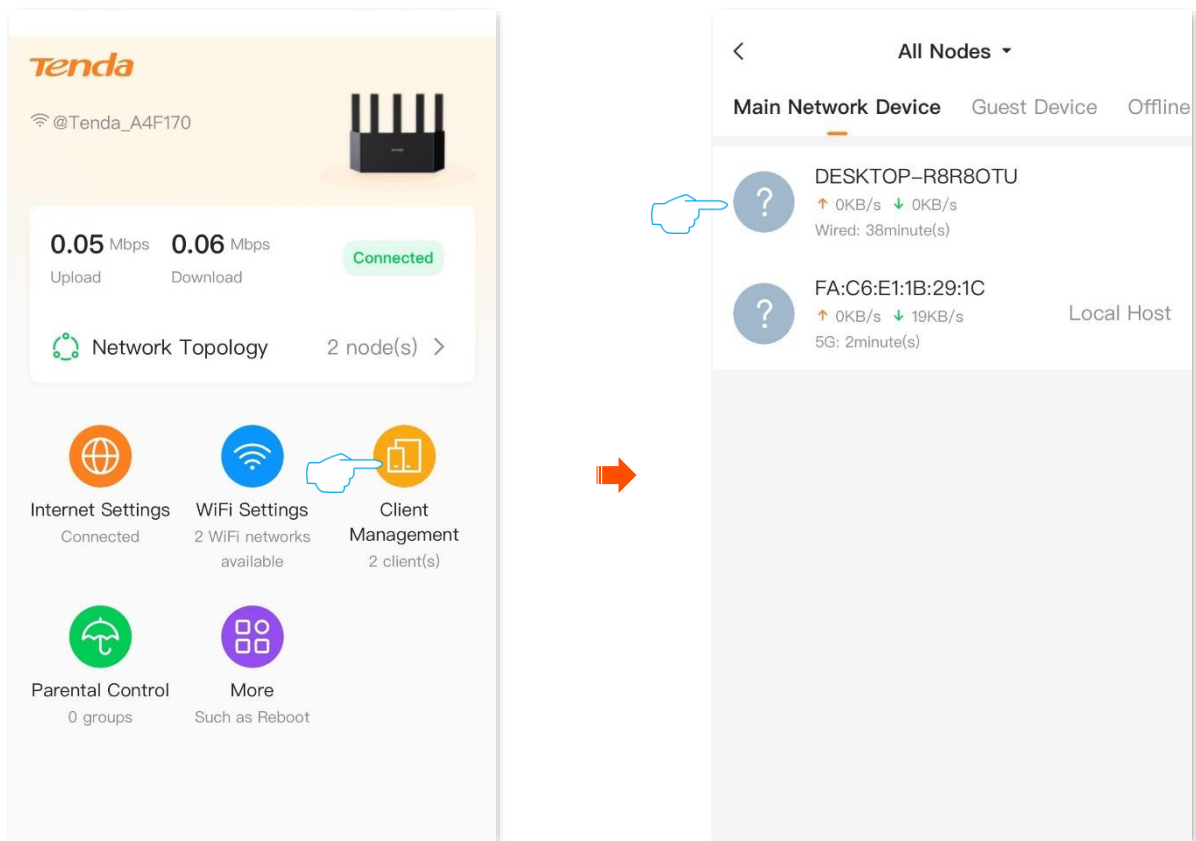 Tenda
@Tenda_A4F170
0.05 Mbps 0.06 Mbps
Upload Download
Connected
Network Topology 2 node(s)
Internet Settings
Connected
WiFi Settings
2 WiFi networks
available
Client
Management
2 client(s)
Parental Control
0 groups
More
Such as Reboot
All Nodes
Main Network Device Guest Device Offline
DESKTOP-R8R8OTU
0KB/s 0KB/s
Wired: 38minute(s)
FA:C6:E1:1B:29:1C
0KB/s 19KB/s
5G: 2minute(s)
Local Host